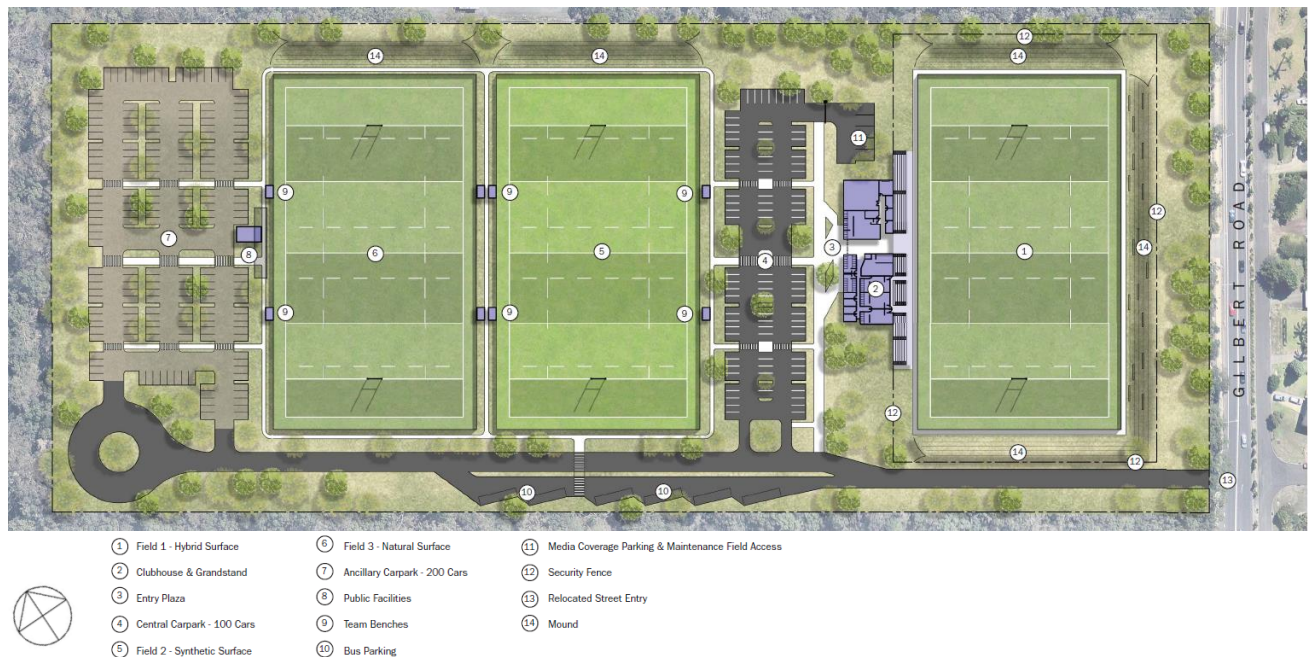 12
14
14
14
11
9
9
9
12
7
8
6
5
4
3
1
14
2
9
9
9
12
14
12
10
10
13
GILBERT ROAD
1 Field 1 - Hybrid Surface
2 Clubhouse & Grandstand
3 Entry Plaza
4 Central Carpark - 100 Cars
5 Field 2 - Synthetic Surface
6 Field 3 - Natural Surface
7 Ancillary Carpark - 200 Cars
8 Public Facilities
9 Team Benches
10 Bus Parking
11 Media Coverage Parking & Maintenance Field Access
12 Security Fence
13 Relocated Street Entry
14 Mound